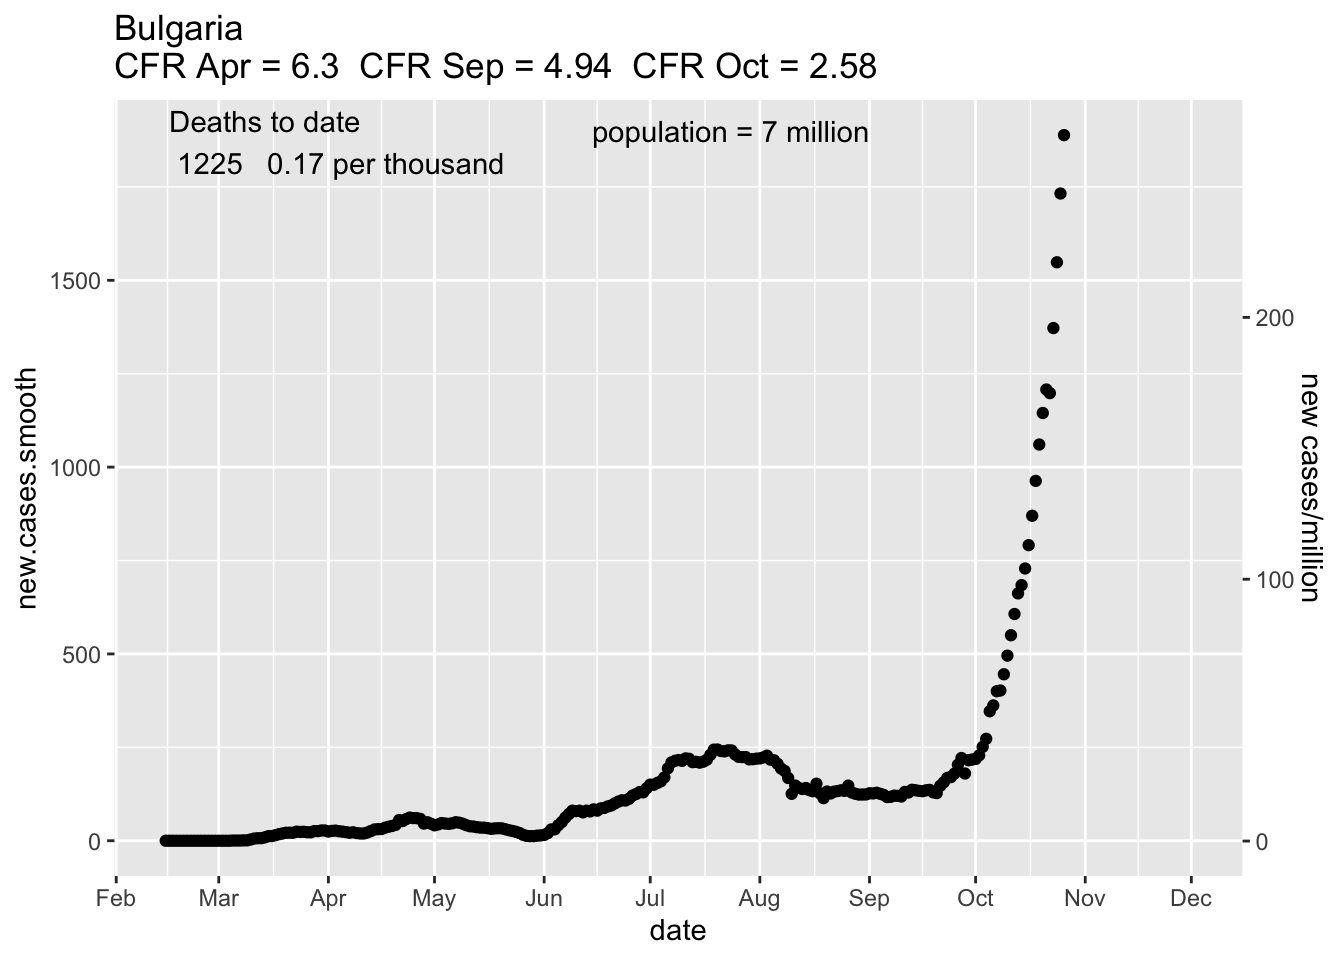 Bulgaria
CFR Apr = 6.3  CFR Sep = 4.94  CFR Oct = 2.58
Deaths to date
1225   0.17 per thousand
population = 7 million
new.cases.smooth
1500
1000
500
0
200
100
0
new cases/million
Feb Mar Apr May Jun Jul Aug Sep Oct Nov Dec
date